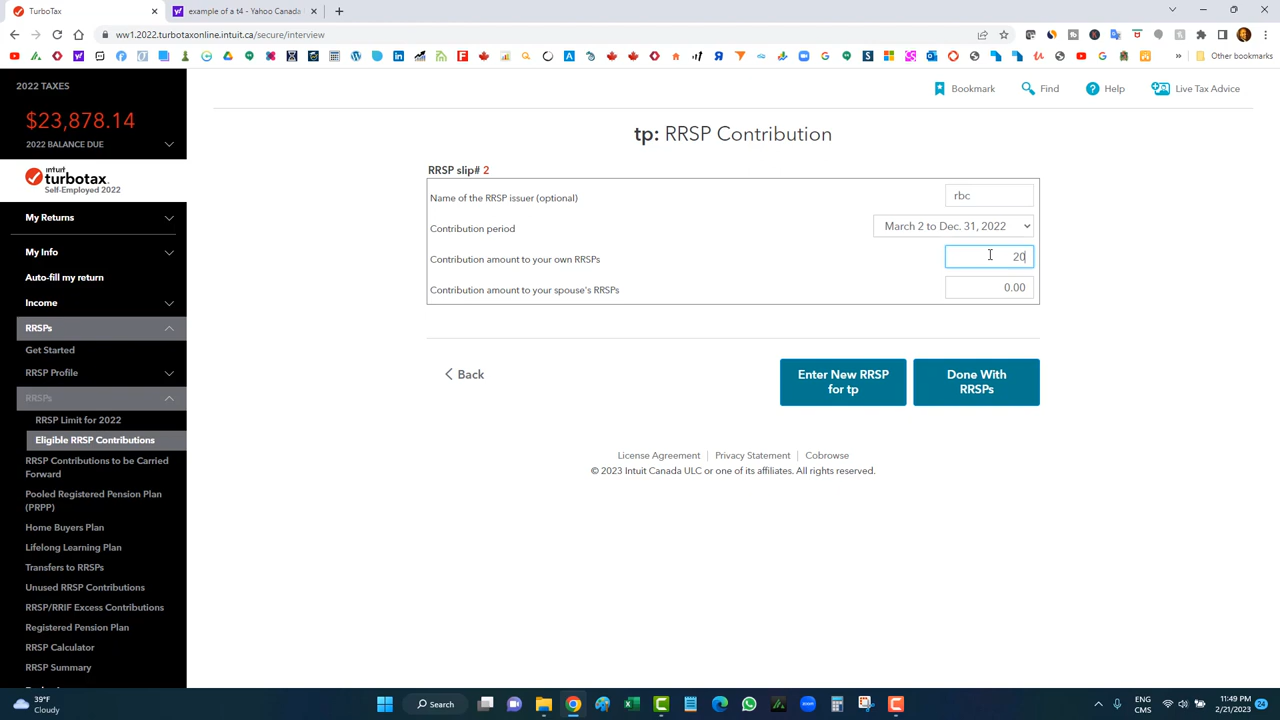 TurboTax
example of a t4 - Yahoo Canada
ww1.2022.turbotaxonline.intuit.ca/secure/interview
Other bookmarks
2022 TAXES
$23,878.14
2022 BALANCE DUE
intuit
turbotax
Self-Employed 2022
My Returns
My Info
Auto-fill my return
Income
RRSPs
Get Started
RRSP Profile
RRSPs
RRSP Limit for 2022
Eligible RRSP Contributions
RRSP Contributions to be Carried
Forward
Pooled Registered Pension Plan
(PRPP)
Home Buyers Plan
Lifelong Learning Plan
Transfers to RRSPs
Unused RRSP Contributions
RRSP/RRIF Excess Contributions
Registered Pension Plan
RRSP Calculator
RRSP Summary
Bookmark
Find
Help
Live Tax Advice
tp: RRSP Contribution
RRSP slip# 2
Name of the RRSP issuer (optional)
rbc
Contribution period
March 2 to Dec. 31, 2022
Contribution amount to your own RRSPs
20
Contribution amount to your spouse's RRSPs
0.00
Back
Enter New RRSP
for tp
Done With
RRSPs
License Agreement
Privacy Statement
Cobrowse
© 2023 Intuit Canada ULC or one of its affiliates. All rights reserved.
39°F
Cloudy
Search
ENG
CMS
11:49 PM
2/21/2023